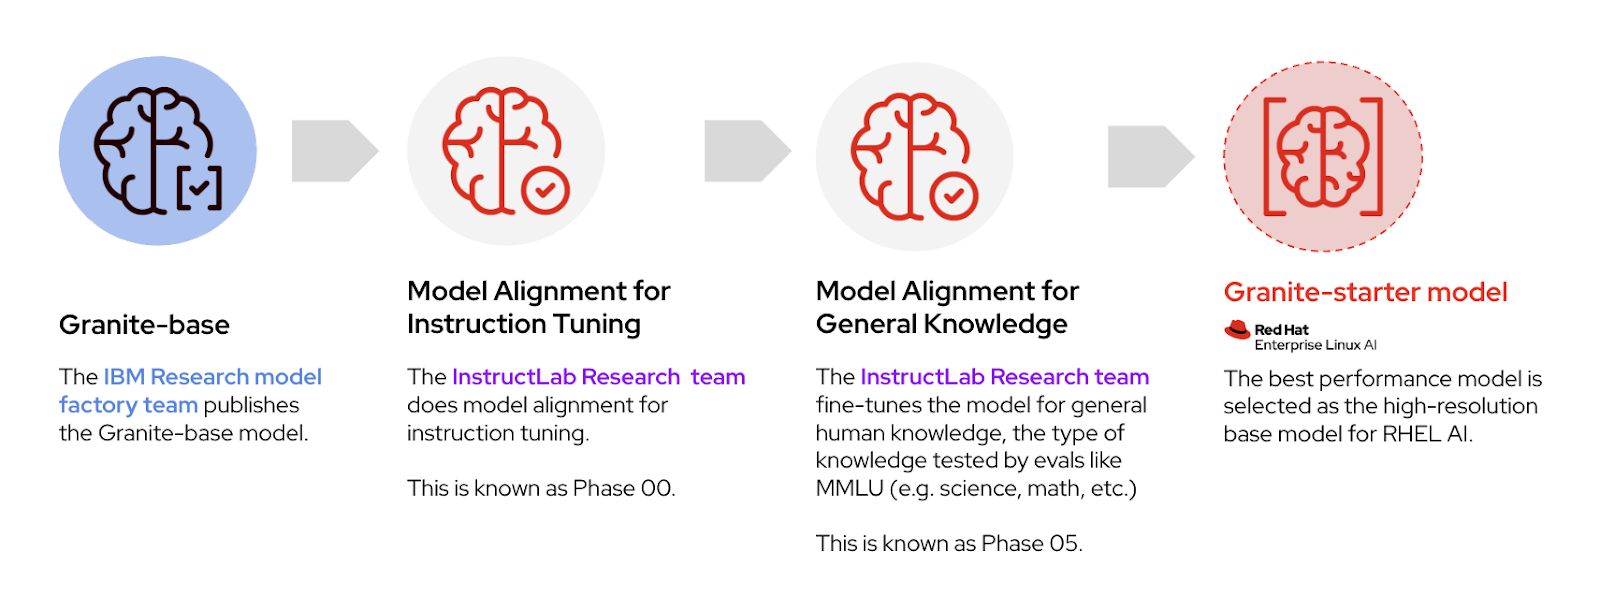 Granite-base
The IBM Research model
factory team publishes
the Granite-base model.
Model Alignment for
Instruction Tuning
The InstructLab Research team
does model alignment for
instruction tuning.
This is known as Phase 00.
Model Alignment for
General Knowledge
The InstructLab Research team
fine-tunes the model for general
human knowledge, the type of
knowledge tested by evals like
MMLU (e.g. science, math, etc.)
This is known as Phase 05.
Granite-starter model
Red Hat
Enterprise Linux AI
The best performance model is
selected as the high-resolution
base model for RHEL AI.